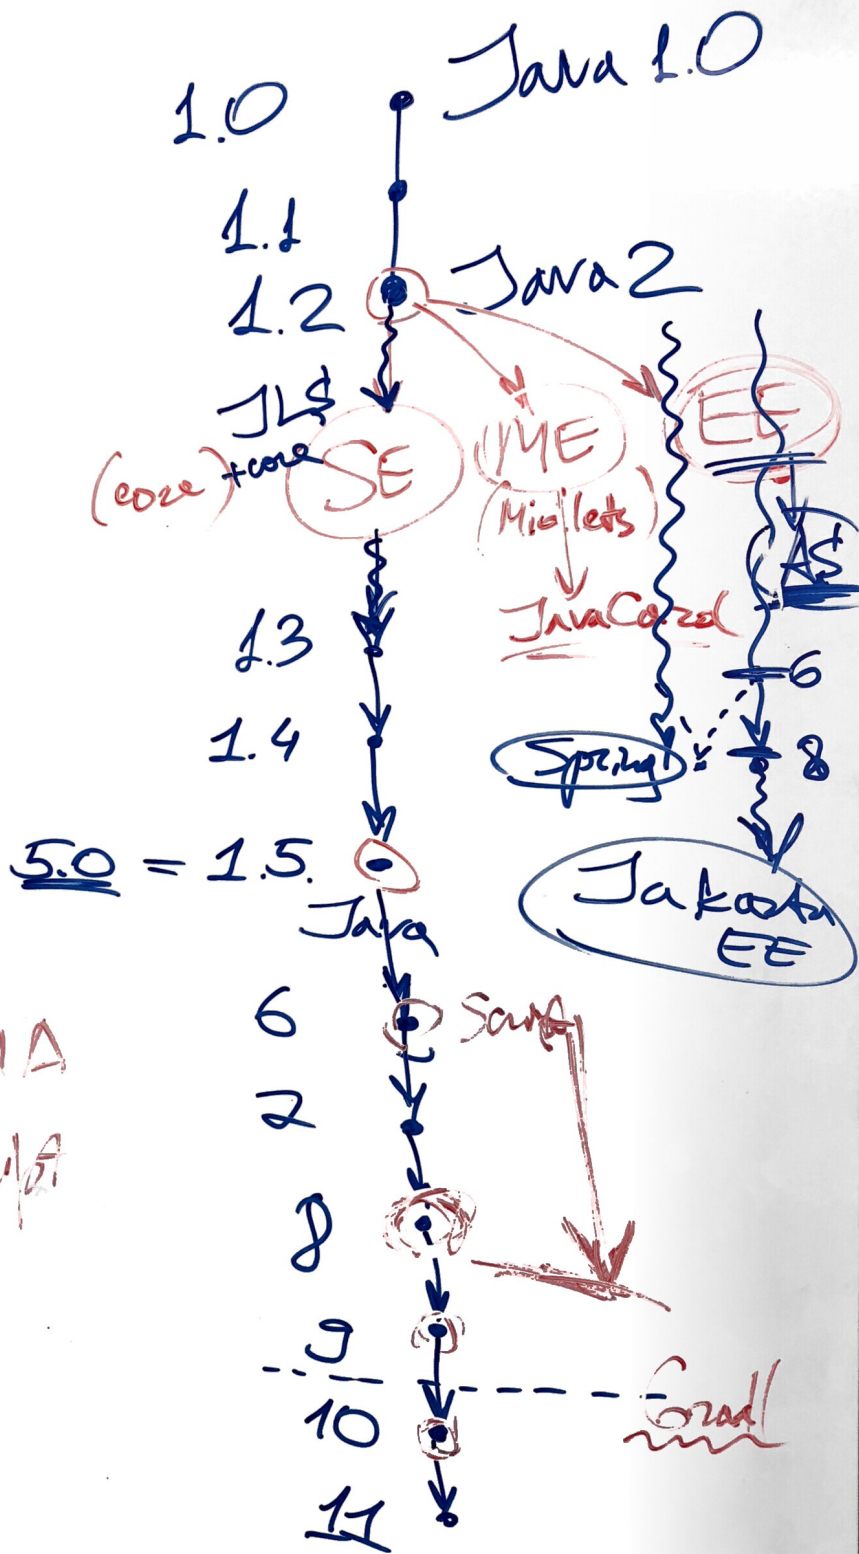 1.0 Java 1.0
1.1
1.2 Java 2
JLS
+core
(core)
SE
ME
EE
(Midlets)
AS
JavaCard
1.3
6
1.4
Spring
8
5.0 = 1.5.
Java
Jakarta
EE
6
7
8
9
10
11